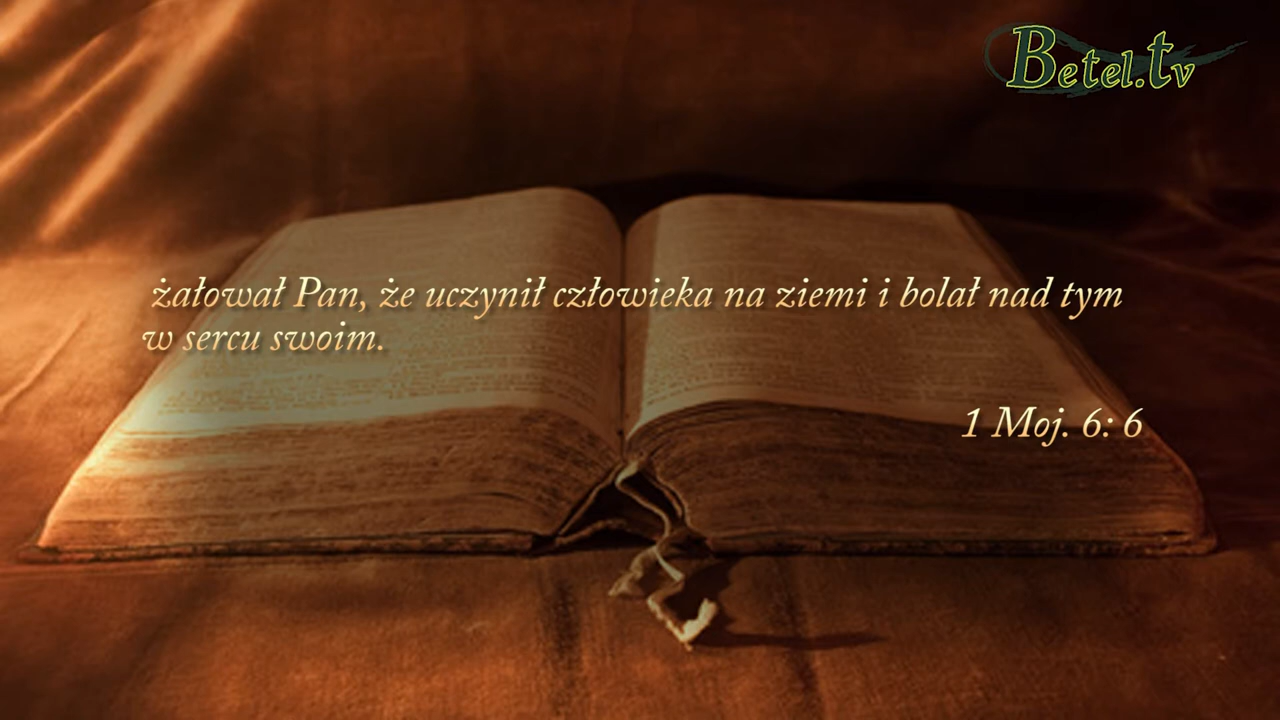 Betel.tv
żałował Pan, że uczynił człowieka na ziemi i bolał nad tym
w sercu swoim.
1 Moj. 6: 6